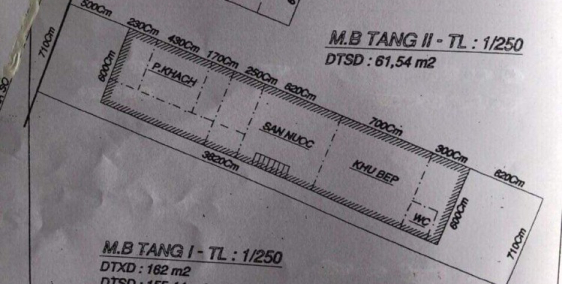 M.B TANG II - TL : 1/250
DTSD : 61,54 m2
500Cm
230Cm
430Cm
170Cm
250Cm
620Cm
700Cm
300Cm
620Cm
710Cm
600Cm
P.KHACH
SAN NUOC
KHU BEP
WC
600Cm
710Cm
3620Cm
M.B TANG I - TL : 1/250
DTXD : 162 m2